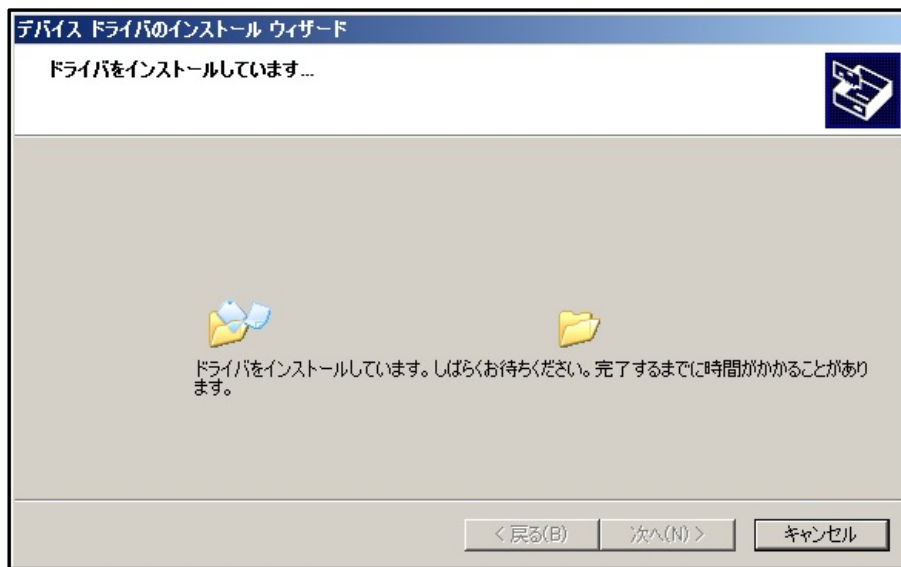 デバイス ドライバのインストール ウィザード
ドライバをインストールしています...
ドライバをインストールしています。しばらくお待ちください。完了するまでに時間がかかることがあり
ます。
< 戻る(B)
次へ(N) >
キャンセル